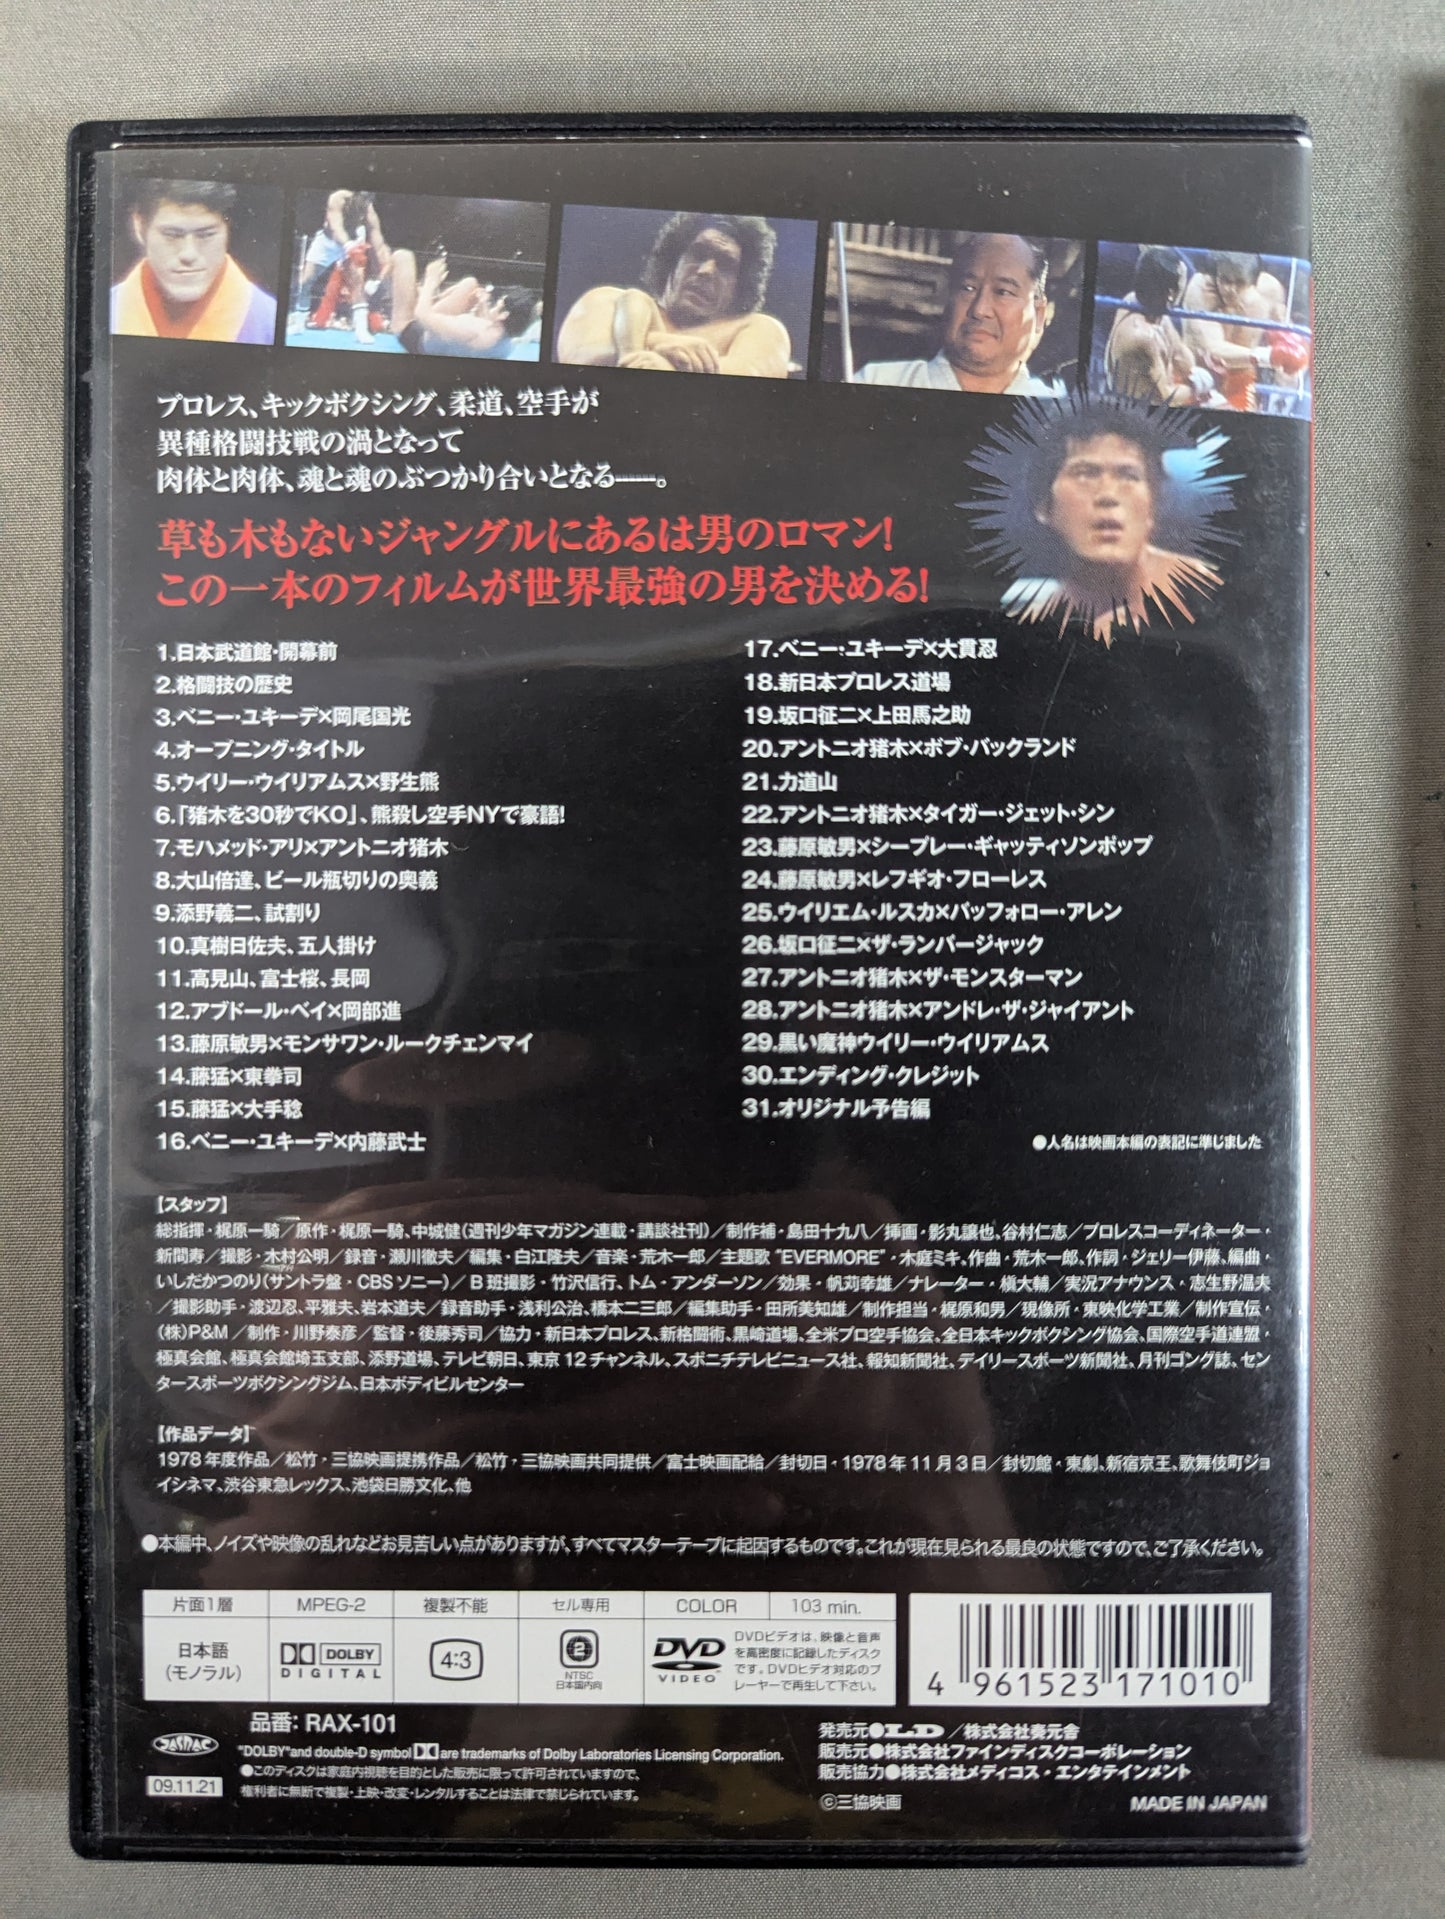 プロレス、キックボクシング、柔道、空手が
異種格闘技戦の渦となって
肉体と肉体、魂と魂のぶつかり合いとなる——。
草も木もないジャングルにあるは男のロマン!
この一本のフィルムが世界最強の男を決める!
1.日本武道館・開幕前
2.格闘技の歴史
3.ベニー・ユキーデ×岡尾国光
4.オープニング・タイトル
5.ウイリー・ウイリアムス×野生熊
6.「猪木を30秒でKO」、熊殺し空手NYで豪語!
7.モハメッド・アリ×アントニオ猪木
8.大山倍達、ビール瓶切りの奥義
9.添野義二、試割り
10.真樹日佐夫、五人掛け
11.高見山、富士桜、長岡
12.アブドール・ベイ×岡部進
13.藤原敏男×モンサワン・ルークチェンマイ
14.藤猛×東拳司
15.藤猛×大手稔
16.ベニー・ユキーデ×内藤武士
17.ベニー・ユキーデ×大貫忍
18.新日本プロレス道場
19.坂口征二×上田馬之助
20.アントニオ猪木×ボブ・バックランド
21.力道山
22.アントニオ猪木×タイガー・ジェット・シン
23.藤原敏男×シープレー・ギャッティソンポップ
24.藤原敏男×レフギオ・フローレス
25.ウイリエム・ルスカ×バッファロー・アレン
26.坂口征二×ザ・ランバージャック
27.アントニオ猪木×ザ・モンスターマン
28.アントニオ猪木×アンドレ・ザ・ジャイアント
29.黒い魔神ウイリー・ウイリアムス
30.エンディング・クレジット
31.オリジナル予告編
●人名は映画本編の表記に準じました
【スタッフ】
総指揮・梶原一騎/原作・梶原一騎、中城健(週刊少年マガジン連載・講談社刊)/制作補・島田十九八/挿画・影丸譲也、谷村仁志/プロレスコーディネーター・
新間寿/撮影・木村公明/録音・瀬川徹夫/編集・白江隆夫/音楽・荒木一郎/主題歌 "EVERMORE"・木庭ミキ、作曲・荒木一郎、作詞・ジェリー伊藤、編曲・
いしだかつのり(サントラ盤・CBSソニー)/B班撮影・竹沢信行、トム・アンダーソン/効果・帆苅幸雄/ナレーター・槇大輔/実況アナウンス・志生野温夫
/撮影助手・渡辺忍、平雅夫、岩本道夫/録音助手・浅利公治、橋本二三郎/編集助手・田所美知雄/制作担当・梶原和男/現像所・東映化学工業/制作宣伝・
(株)P&M/制作・川野泰彦/監督・後藤秀司/協力・新日本プロレス、新格闘術、黒崎道場、全米プロ空手協会、全日本キックボクシング協会、国際空手道連盟・
極真会館、極真会館埼玉支部、添野道場、テレビ朝日、東京12チャンネル、スポニチテレビニュース社、報知新聞社、デイリースポーツ新聞社、月刊ゴング誌、セン
タースポーツボクシングジム、日本ボディビルセンター
【作品データ】
1978年度作品/松竹・三協映画提携作品/松竹・三協映画共同提供/富士映画配給/封切日・1978年11月3日/封切館・東劇、新宿京王、歌舞伎町ジョ
イシネマ、渋谷東急レックス、池袋日勝文化、他
●本編中、ノイズや映像の乱れなどお見苦しい点がありますが、すべてマスターテープに起因するものです。これが現在見られる最良の状態ですので、ご了承ください。
片面1層 MPEG-2 複製不能 セル専用 COLOR 103 min.
日本語
(モノラル)
DOLBY
DIGITAL
4:3
2
NTSC
日本国内向
DVD
VIDEO
DVDビデオは、映像と音声
を高密度に記録したディスク
です。DVDビデオ対応のプ
レーヤーで再生して下さい。
4 961523 171010
JASRAC
09.11.21
品番: RAX-101
"DOLBY"and double-D symbol are trademarks of Dolby Laboratories Licensing Corporation.
●このディスクは家庭内視聴を目的とした販売に限って許可されていますので、
権利者に無断で複製・上映・改変・レンタルすることは法律で禁じられています。
発売元●LD/株式会社奏元舎
販売元●株式会社ファインディスクコーポレーション
販売協力●株式会社メディコス・エンタテインメント
©三協映画
MADE IN JAPAN